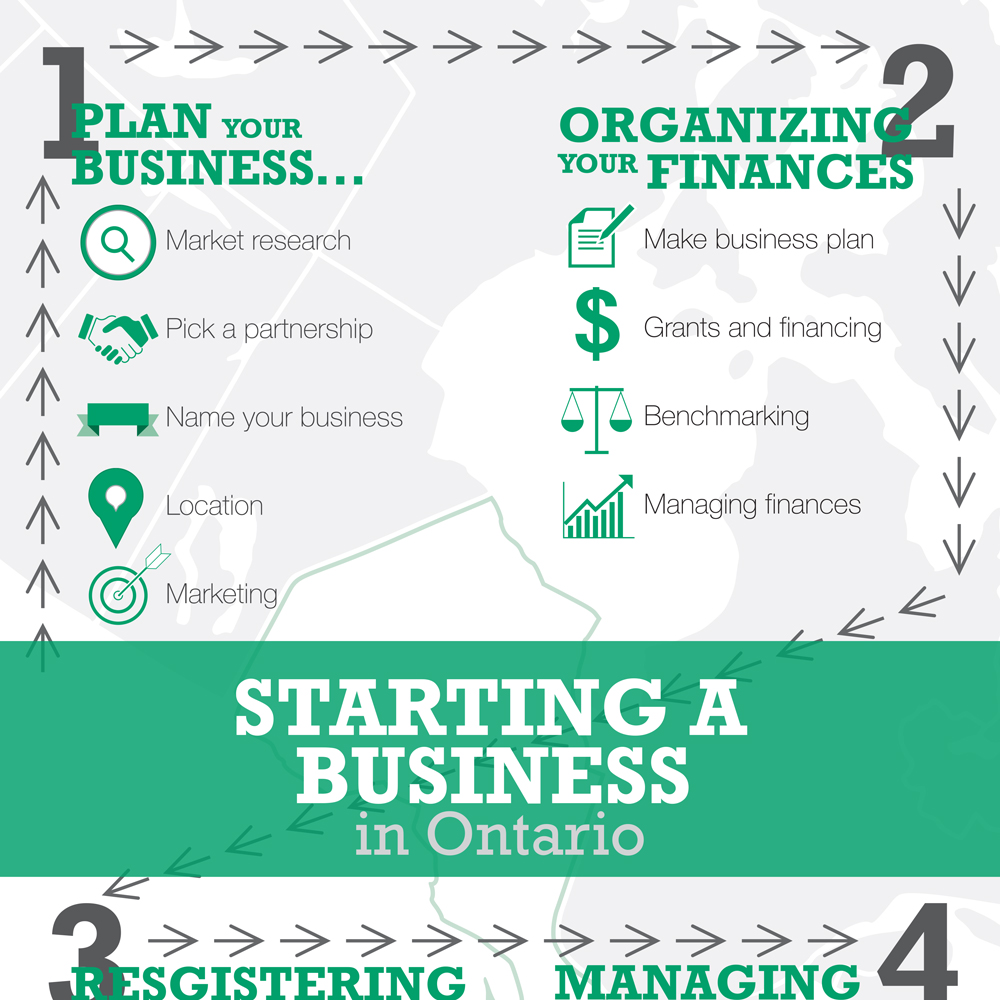 1
PLAN YOUR
BUSINESS...
Market research
Pick a partnership
Name your business
Location
Marketing
2
ORGANIZING
YOUR FINANCES
Make business plan
$
Grants and financing
Benchmarking
Managing finances
STARTING A
BUSINESS
in Ontario
3
RESGISTERING
MANAGING
4